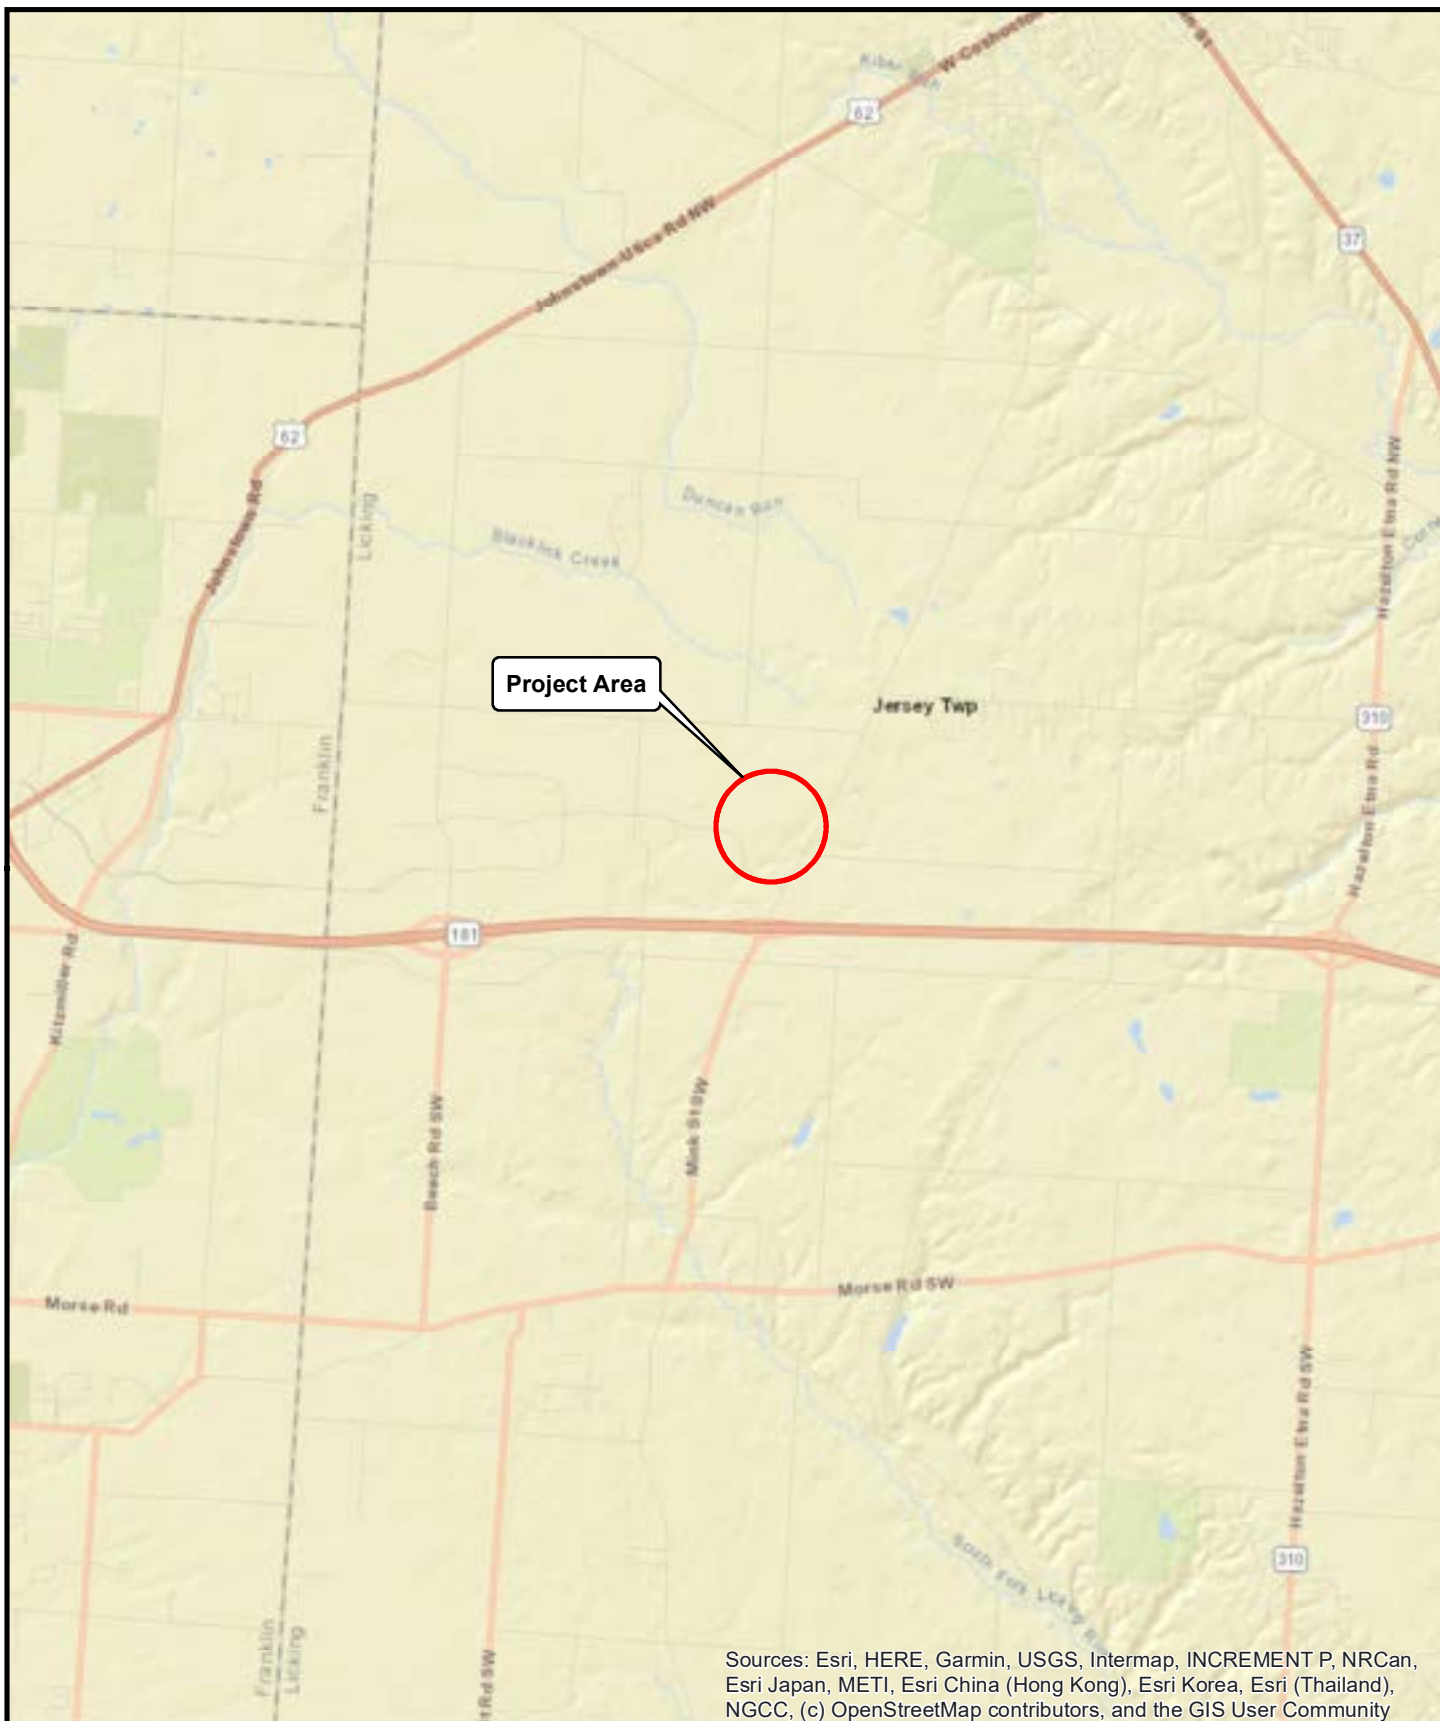 W Coshocton
62
37
Johnstown-Utica Rd NW
62
Johnstown Rd
Licking
Duncan Run
Blacklick Creek
Hazelton Etna Rd NW
Project Area
Jersey Twp
310
Franklin
Hazelton Etna Rd
161
Kitzmiller Rd
Beech Rd SW
Mink St SW
Morse Rd
Morse Rd SW
Hazelton Etna Rd SW
310
South Fork Licking
Franklin
Licking
t Rd SW
Sources: Esri, HERE, Garmin, USGS, Intermap, INCREMENT P, NRCan,
Esri Japan, METI, Esri China (Hong Kong), Esri Korea, Esri (Thailand),
NGCC, (c) OpenStreetMap contributors, and the GIS User Community